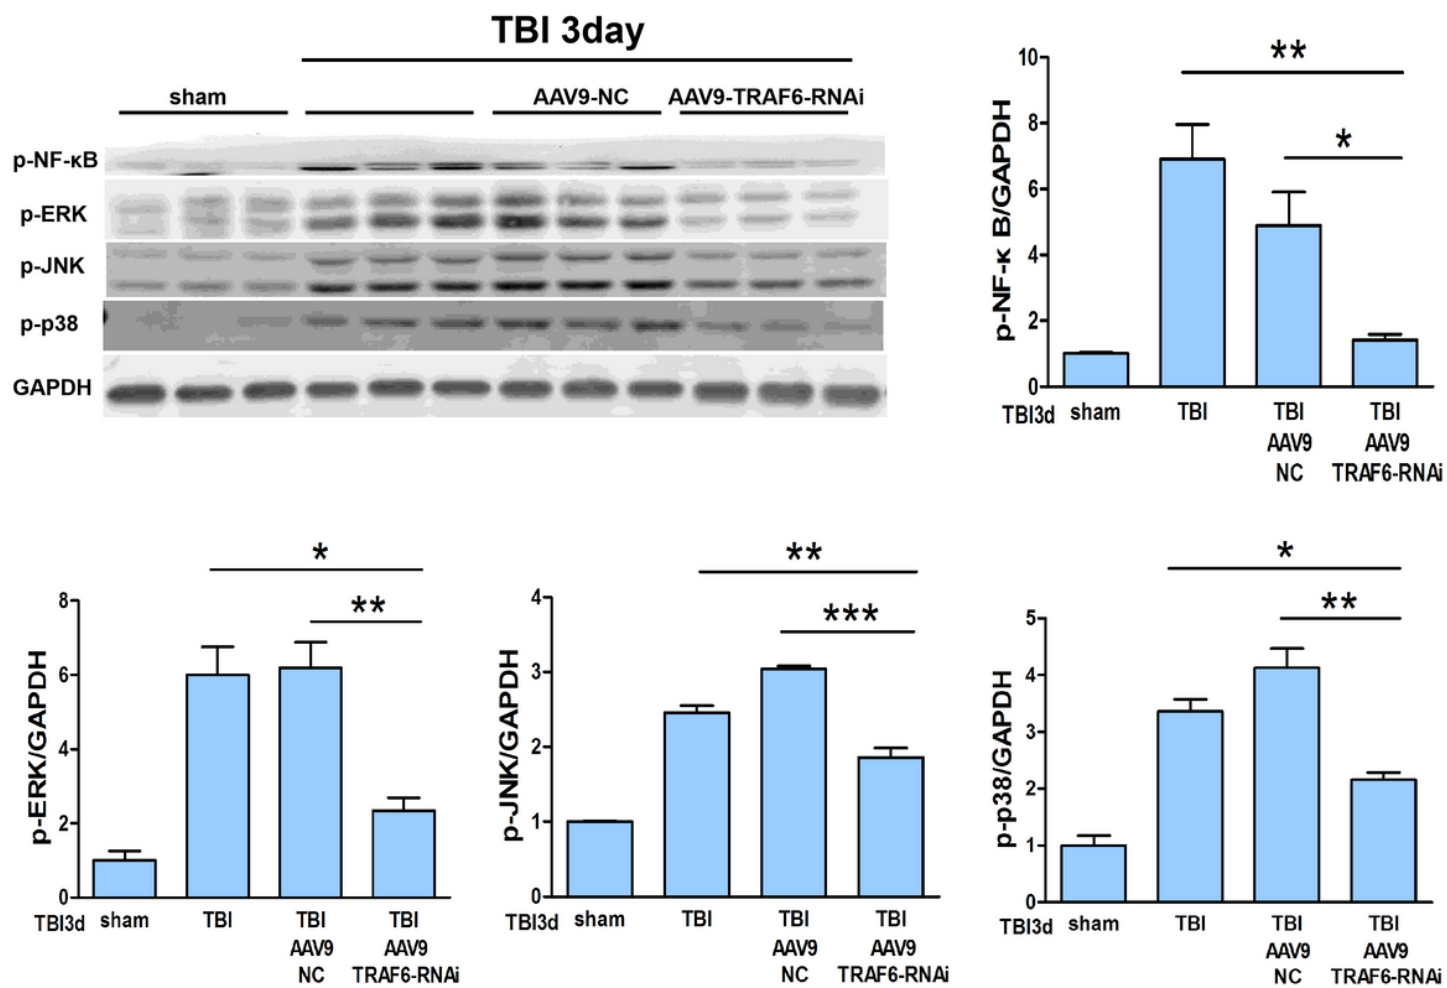 TBI 3day
sham
AAV9-NC
AAV9-TRAF6-RNAi
p-NF-κB
p-ERK
p-JNK
p-p38
GAPDH
p-NF-κ B/GAPDH
10
8
6
4
2
0
**
*
TBI3d sham TBI TBI TBI
AAV9 AAV9
NC TRAF6-RNAi
p-ERK/GAPDH
8
6
4
2
0
*
**
TBI3d sham TBI TBI TBI
AAV9 AAV9
NC TRAF6-RNAi
p-JNK/GAPDH
4
3
2
1
0
**
***
TBI3d sham TBI TBI TBI
AAV9 AAV9
NC TRAF6-RNAi
p-p38/GAPDH
5
4
3
2
1
0
*
**
TBI3d sham TBI TBI TBI
AAV9 AAV9
NC TRAF6-RNAi